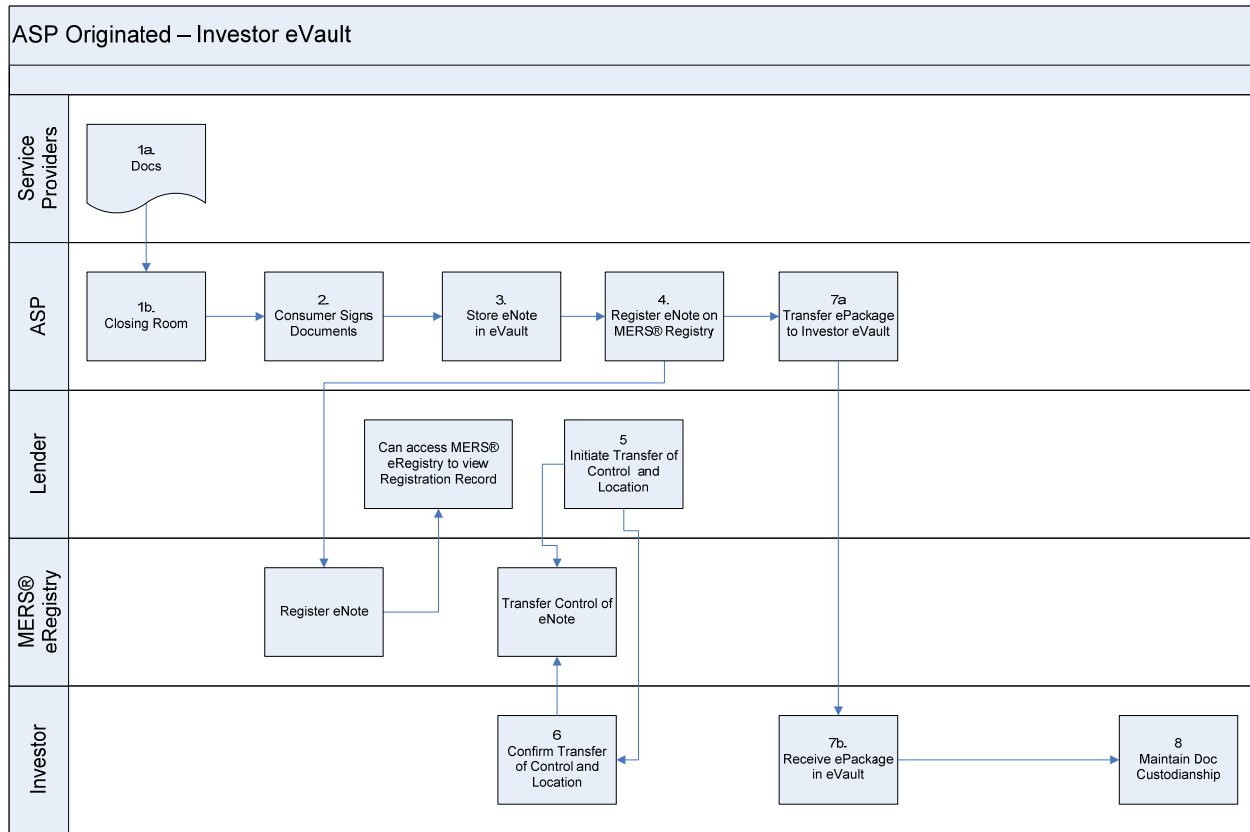 ASP Originated – Investor eVault
Service
Providers
1a.
Docs
ASP
1b.
Closing Room
2.
Consumer Signs
Documents
3.
Store eNote
in eVault
4.
Register eNote on
MERS® Registry
7a
Transfer ePackage
to Investor eVault
Lender
Can access MERS®
eRegistry to view
Registration Record
5
Initiate Transfer of
Control and
Location
MERS®
eRegistry
Register eNote
Transfer Control of
eNote
Investor
6
Confirm Transfer
of Control and
Location
7b.
Receive ePackage
in eVault
8
Maintain Doc
Custodianship